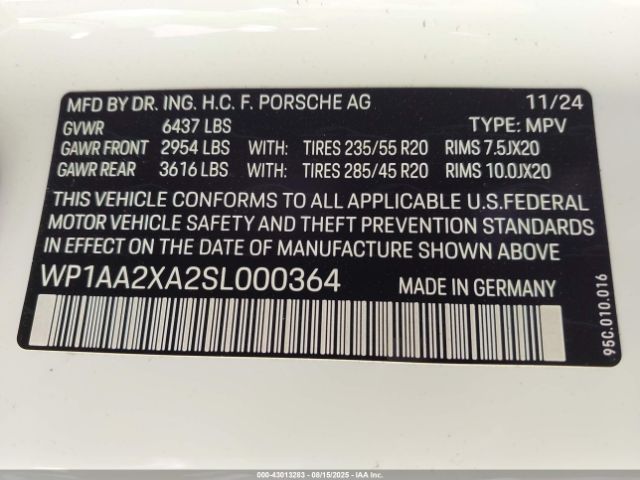 MFD BY DR. ING. H.C. F. PORSCHE AG 11/24
GVWR 6437 LBS TYPE: MPV
GAWR FRONT 2954 LBS WITH: TIRES 235/55 R20 RIMS 7.5JX20
GAWR REAR 3616 LBS WITH: TIRES 285/45 R20 RIMS 10.0JX20
THIS VEHICLE CONFORMS TO ALL APPLICABLE U.S.FEDERAL
MOTOR VEHICLE SAFETY AND THEFT PREVENTION STANDARDS
IN EFFECT ON THE DATE OF MANUFACTURE SHOWN ABOVE
WP1AA2XA2SL000364 MADE IN GERMANY
95C.010.016
000-43013283 - 08/15/2025 - IAAI.COM